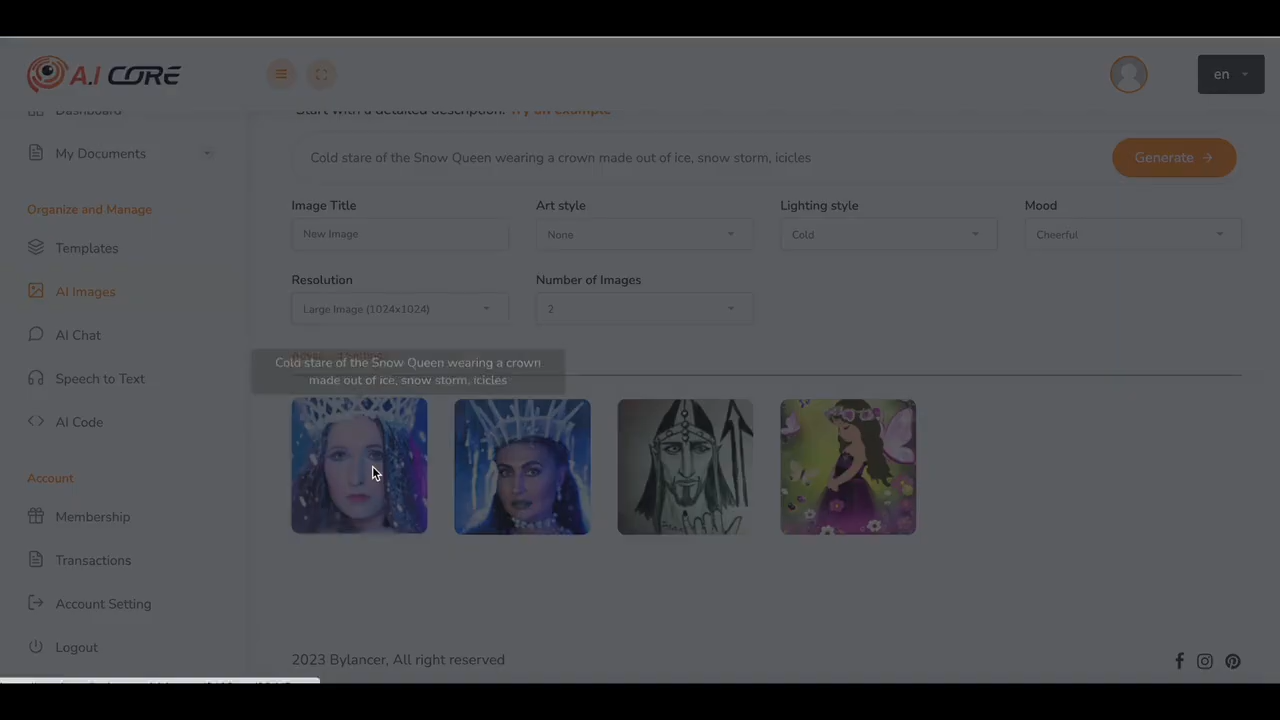 A.I CORE
en
Dashboard
Start with a detailed description. Try an example
My Documents
Cold stare of the Snow Queen wearing a crown made out of ice, snow storm, icicles
Generate
Organize and Manage
Image Title
Art style
Lighting style
Mood
New Image
None
Cold
Cheerful
Templates
AI Images
Resolution
Number of Images
Large Image (1024x1024)
2
AI Chat
Cold stare of the Snow Queen wearing a crown
made out of ice, snow storm, icicles
Speech to Text
AI Code
Account
Membership
Transactions
Account Setting
Logout
2023 Bylancer, All right reserved